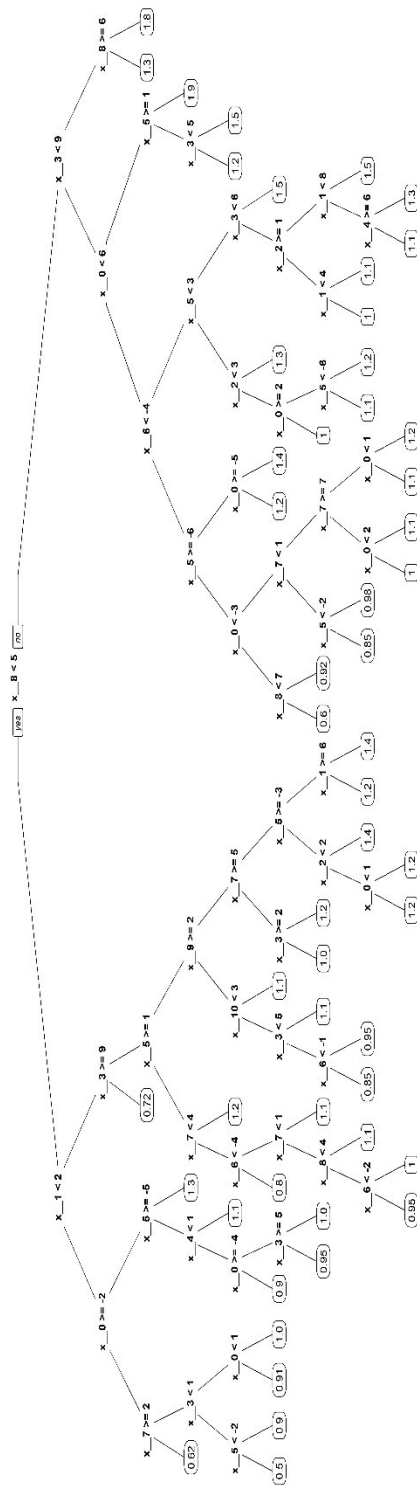 yes x_8 < 5 no
x_1 < 2
x_3 < 9
x_0 >= -2
x_3 >= 9
x_0 < 6
x_8 >= 6
x_7 >= 2
x_5 >= -5
0.72
x_5 >= 1
x_6 < -4
x_5 >= 1
1.3
1.8
0.62
x_3 < 1
x_4 < 1
1.3
x_7 < 4
x_9 >= 2
x_5 >= -6
x_5 < 3
x_3 < 5
1.9
x_5 < -2
x_0 < 1
x_0 >= -4
1.1
x_6 < -4
1.2
x_10 < 3
x_7 >= 5
x_0 < -3
x_0 >= -5
x_2 < 3
x_3 < 6
1.2
1.5
0.5
0.9
0.91
1.0
0.9
x_3 >= 5
0.8
x_7 < 1
x_3 < 5
1.1
x_3 >= 2
x_6 >= -3
x_8 < 7
x_7 < 1
1.2
1.4
x_0 >= 2
1.3
x_2 >= 1
1.5
0.95
1.0
x_8 < 4
1.1
x_6 < -1
1.1
1.0
1.2
x_2 < 2
x_1 >= 6
0.6
0.92
x_5 < -2
x_7 >= 7
1
x_5 < -6
x_1 < 4
x_1 < 8
x_6 < -2
1.1
0.85
0.95
x_0 < 1
1.4
1.2
1.4
0.85
0.98
x_0 < 2
x_0 < 1
1.1
1.2
1
1.1
x_4 >= 6
1.5
0.95
1
1.2
1.2
1
1.1
1.1
1.2
1.1
1.3